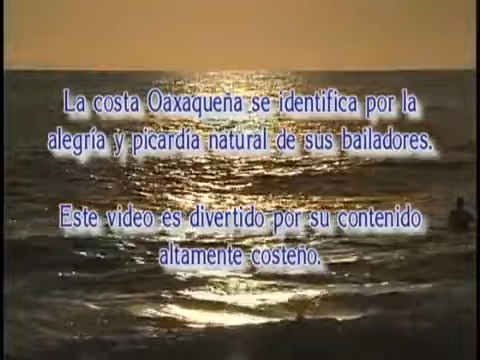 La costa Oaxaqueña se identifica por la
alegría y picardía natural de sus bailadores.
Este video es divertido por su contenido
altamente costeño.